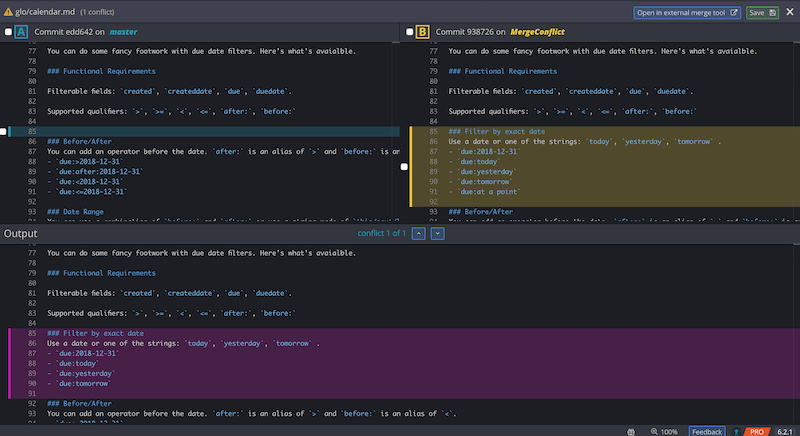 glo/calendar.md (1 conflict)
Open in external merge tool
Save
A Commit edd642 on master
77 You can do some fancy footwork with due date filters. Here's what's avaialble.
78
79 ### Functional Requirements
80
81 Filterable fields: `created`, `createddate`, `due`, `duedate`.
82
83 Supported qualifiers: `>`, `>=`, `<`, `<=`, `after:`, `before:`
84
85
86 ### Before/After
87 You can add an operator before the date. `after:` is an alias of `>` and `before:` is an
88 - `due:>2018-12-31`
89 - `due:after:2018-12-31`
90 - `due:<2018-12-31`
91 - `due:<=2018-12-31`
92
93 ### Date Range
B Commit 938726 on MergeConflict
77 You can do some fancy footwork with due date filters. Here's what's avaialble.
78
79 ### Functional Requirements
80
81 Filterable fields: `created`, `createddate`, `due`, `duedate`.
82
83 Supported qualifiers: `>`, `>=`, `<`, `<=`, `after:`, `before:`
84
85 ### Filter by exact date
86 Use a date or one of the strings: `today`, `yesterday`, `tomorrow` .
87 - `due:2018-12-31`
88 - `due:today`
89 - `due:yesterday`
90 - `due:tomorrow`
91 - `due:at a point`
92
93 ### Before/After
Output
conflict 1 of 1
77 You can do some fancy footwork with due date filters. Here's what's avaialble.
78
79 ### Functional Requirements
80
81 Filterable fields: `created`, `createddate`, `due`, `duedate`.
82
83 Supported qualifiers: `>`, `>=`, `<`, `<=`, `after:`, `before:`
84
85 ### Filter by exact date
86 Use a date or one of the strings: `today`, `yesterday`, `tomorrow` .
87 - `due:2018-12-31`
88 - `due:today`
89 - `due:yesterday`
90 - `due:tomorrow`
91
92 ### Before/After
93 You can add an operator before the date. `after:` is an alias of `>` and `before:` is an alias of `<`.
100%
Feedback
PRO
6.2.1